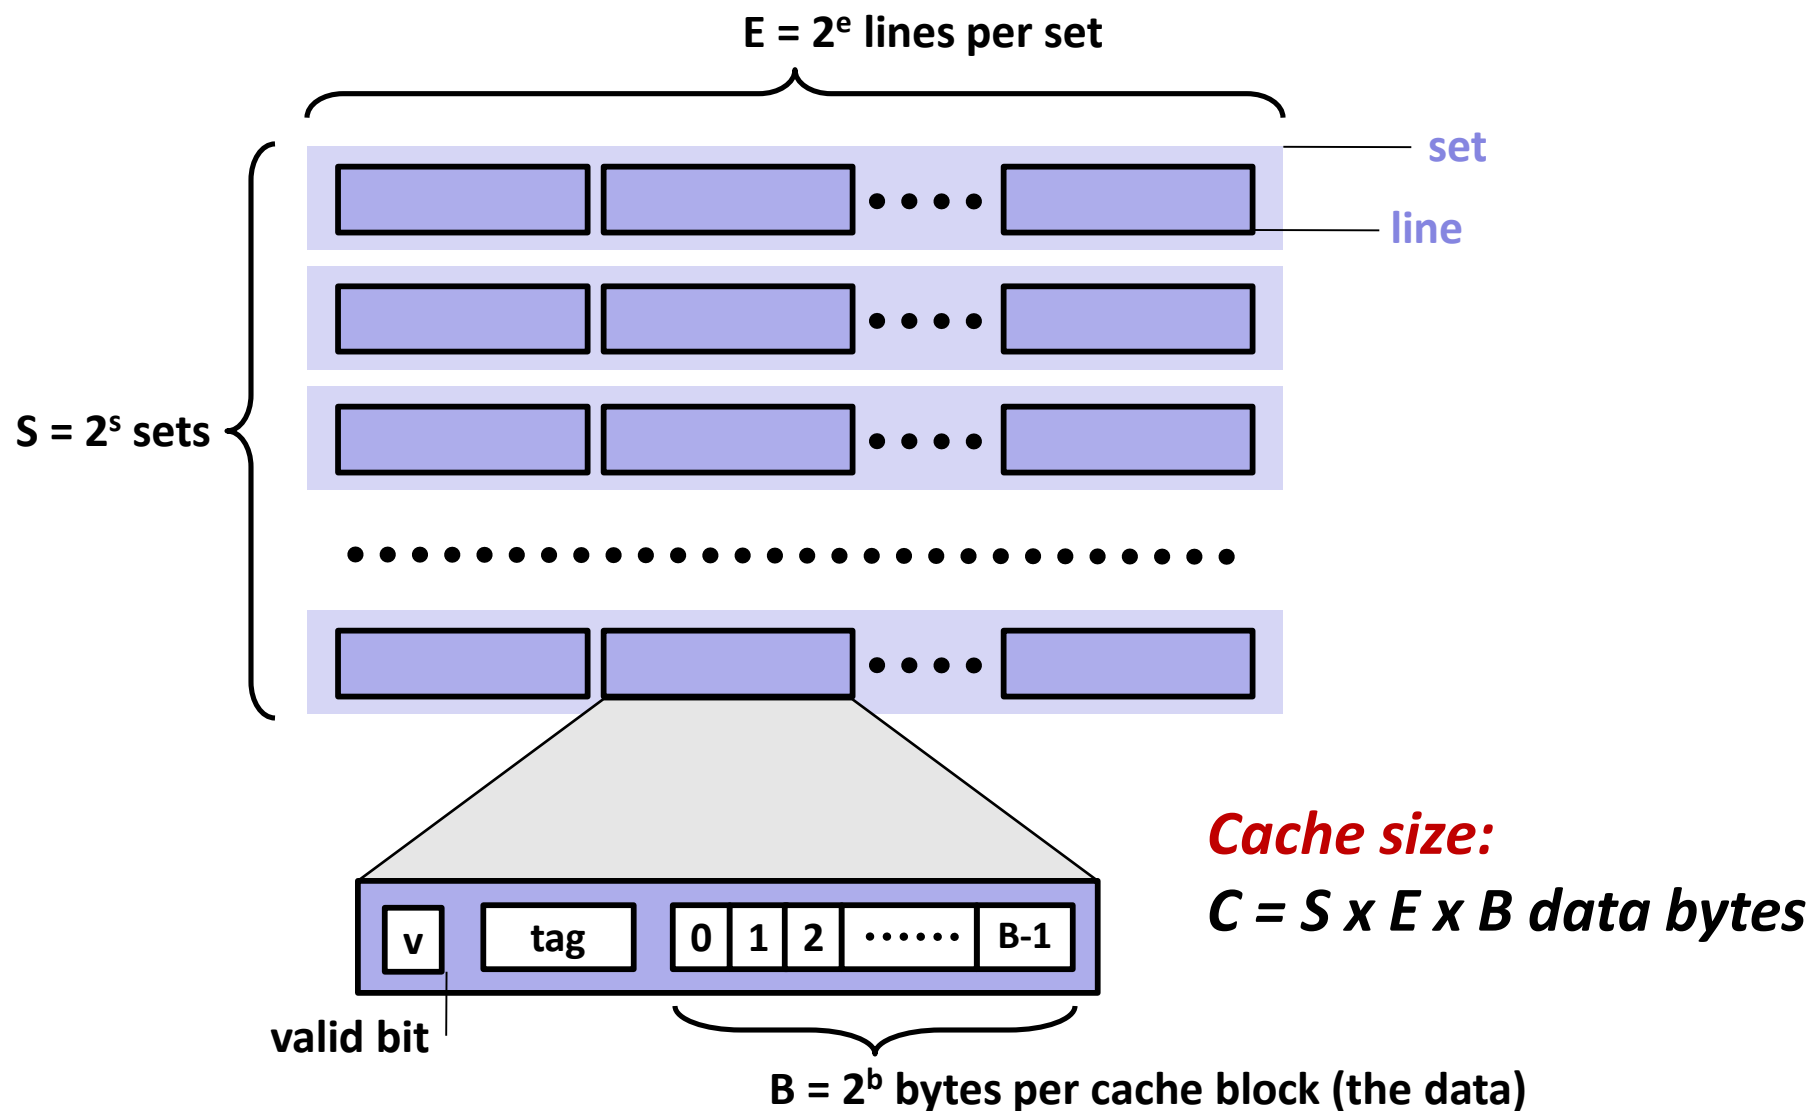 E = 2ᵉ lines per set
set
line
S = 2ˢ sets
Cache size:
C = S x E x B data bytes
v
tag
0 1 2 ...... B-1
valid bit
B = 2ᵇ bytes per cache block (the data)